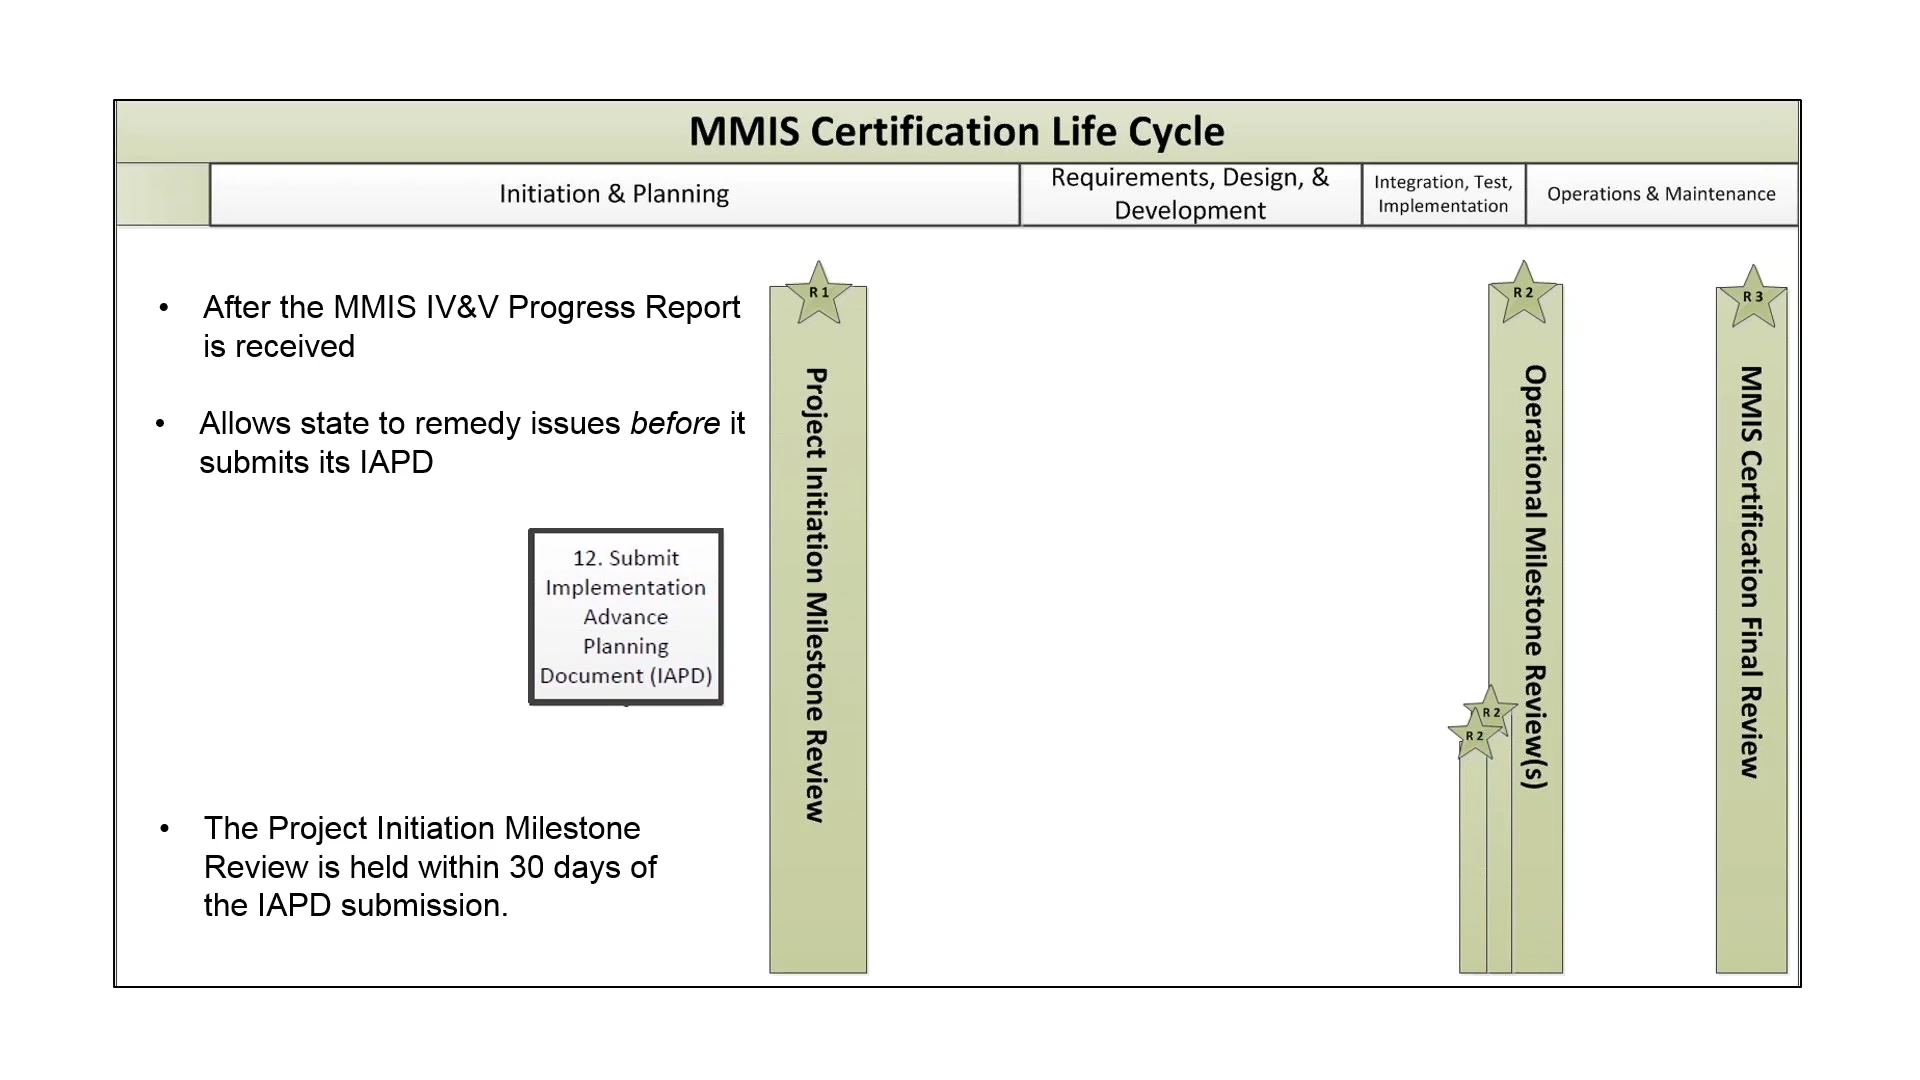 MMIS Certification Life Cycle
Initiation & Planning
Requirements, Design, &
Development
Integration, Test,
Implementation
Operations & Maintenance
• After the MMIS IV&V Progress Report
is received
• Allows state to remedy issues before it
submits its IAPD
12. Submit
Implementation
Advance
Planning
Document (IAPD)
• The Project Initiation Milestone
Review is held within 30 days of
the IAPD submission.
R 1
Project Initiation Milestone Review
R 2
Operational Milestone Review(s)
R 2
R 2
R 3
MMIS Certification Final Review